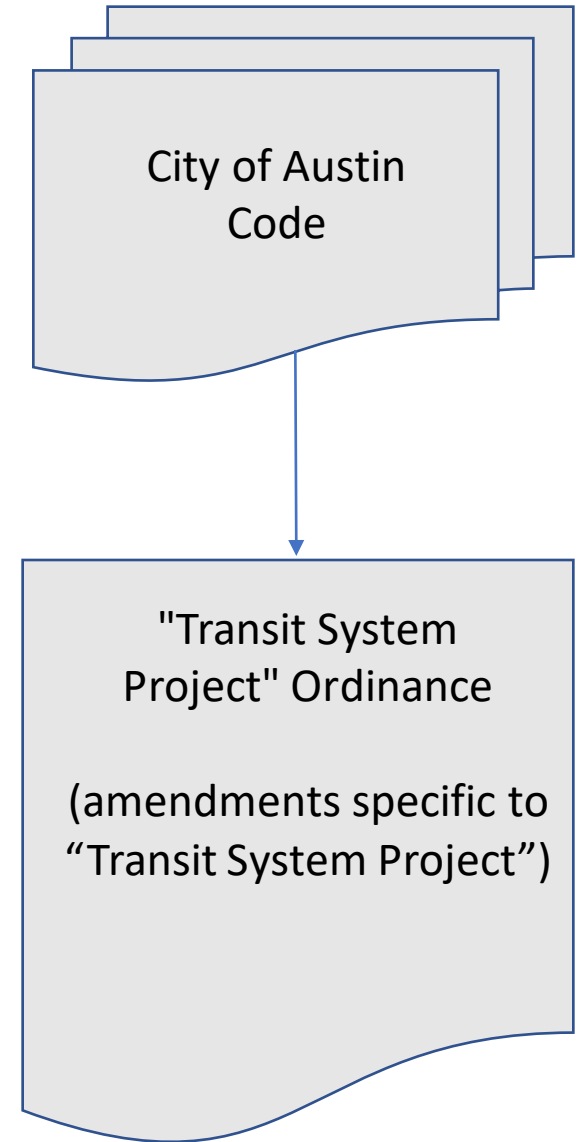 City of Austin
Code
"Transit System
Project" Ordinance
(amendments specific to
“Transit System Project”)